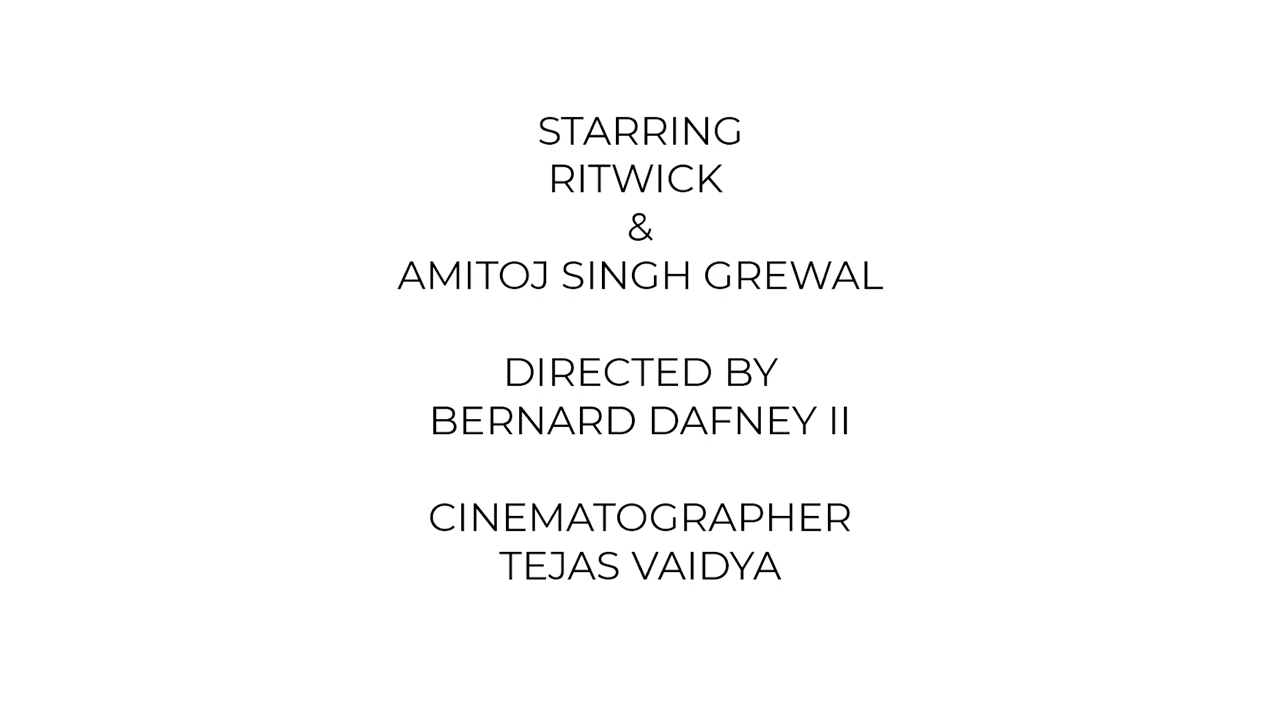 STARRING
RITWICK
&
AMITOJ SINGH GREWAL
DIRECTED BY
BERNARD DAFNEY II
CINEMATOGRAPHER
TEJAS VAIDYA